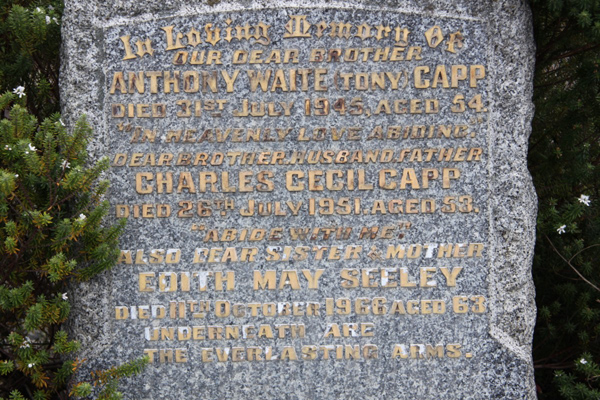 In Loving Memory Of
OUR DEAR BROTHER
ANTHONY WAITE (TONY) CAPP
DIED 31ST JULY 1945, AGED 54.
"IN HEAVENLY LOVE ABIDING."
DEAR BROTHER, HUSBAND, FATHER
CHARLES CECIL CAPP
DIED 26TH JULY 1951 AGED 53.
"ABIDE WITH ME"
ALSO DEAR SISTER & MOTHER
EDITH MAY SEELEY
DIED 11TH OCTOBER 1966 AGED 63
UNDERNEATH ARE
THE EVERLASTING ARMS.